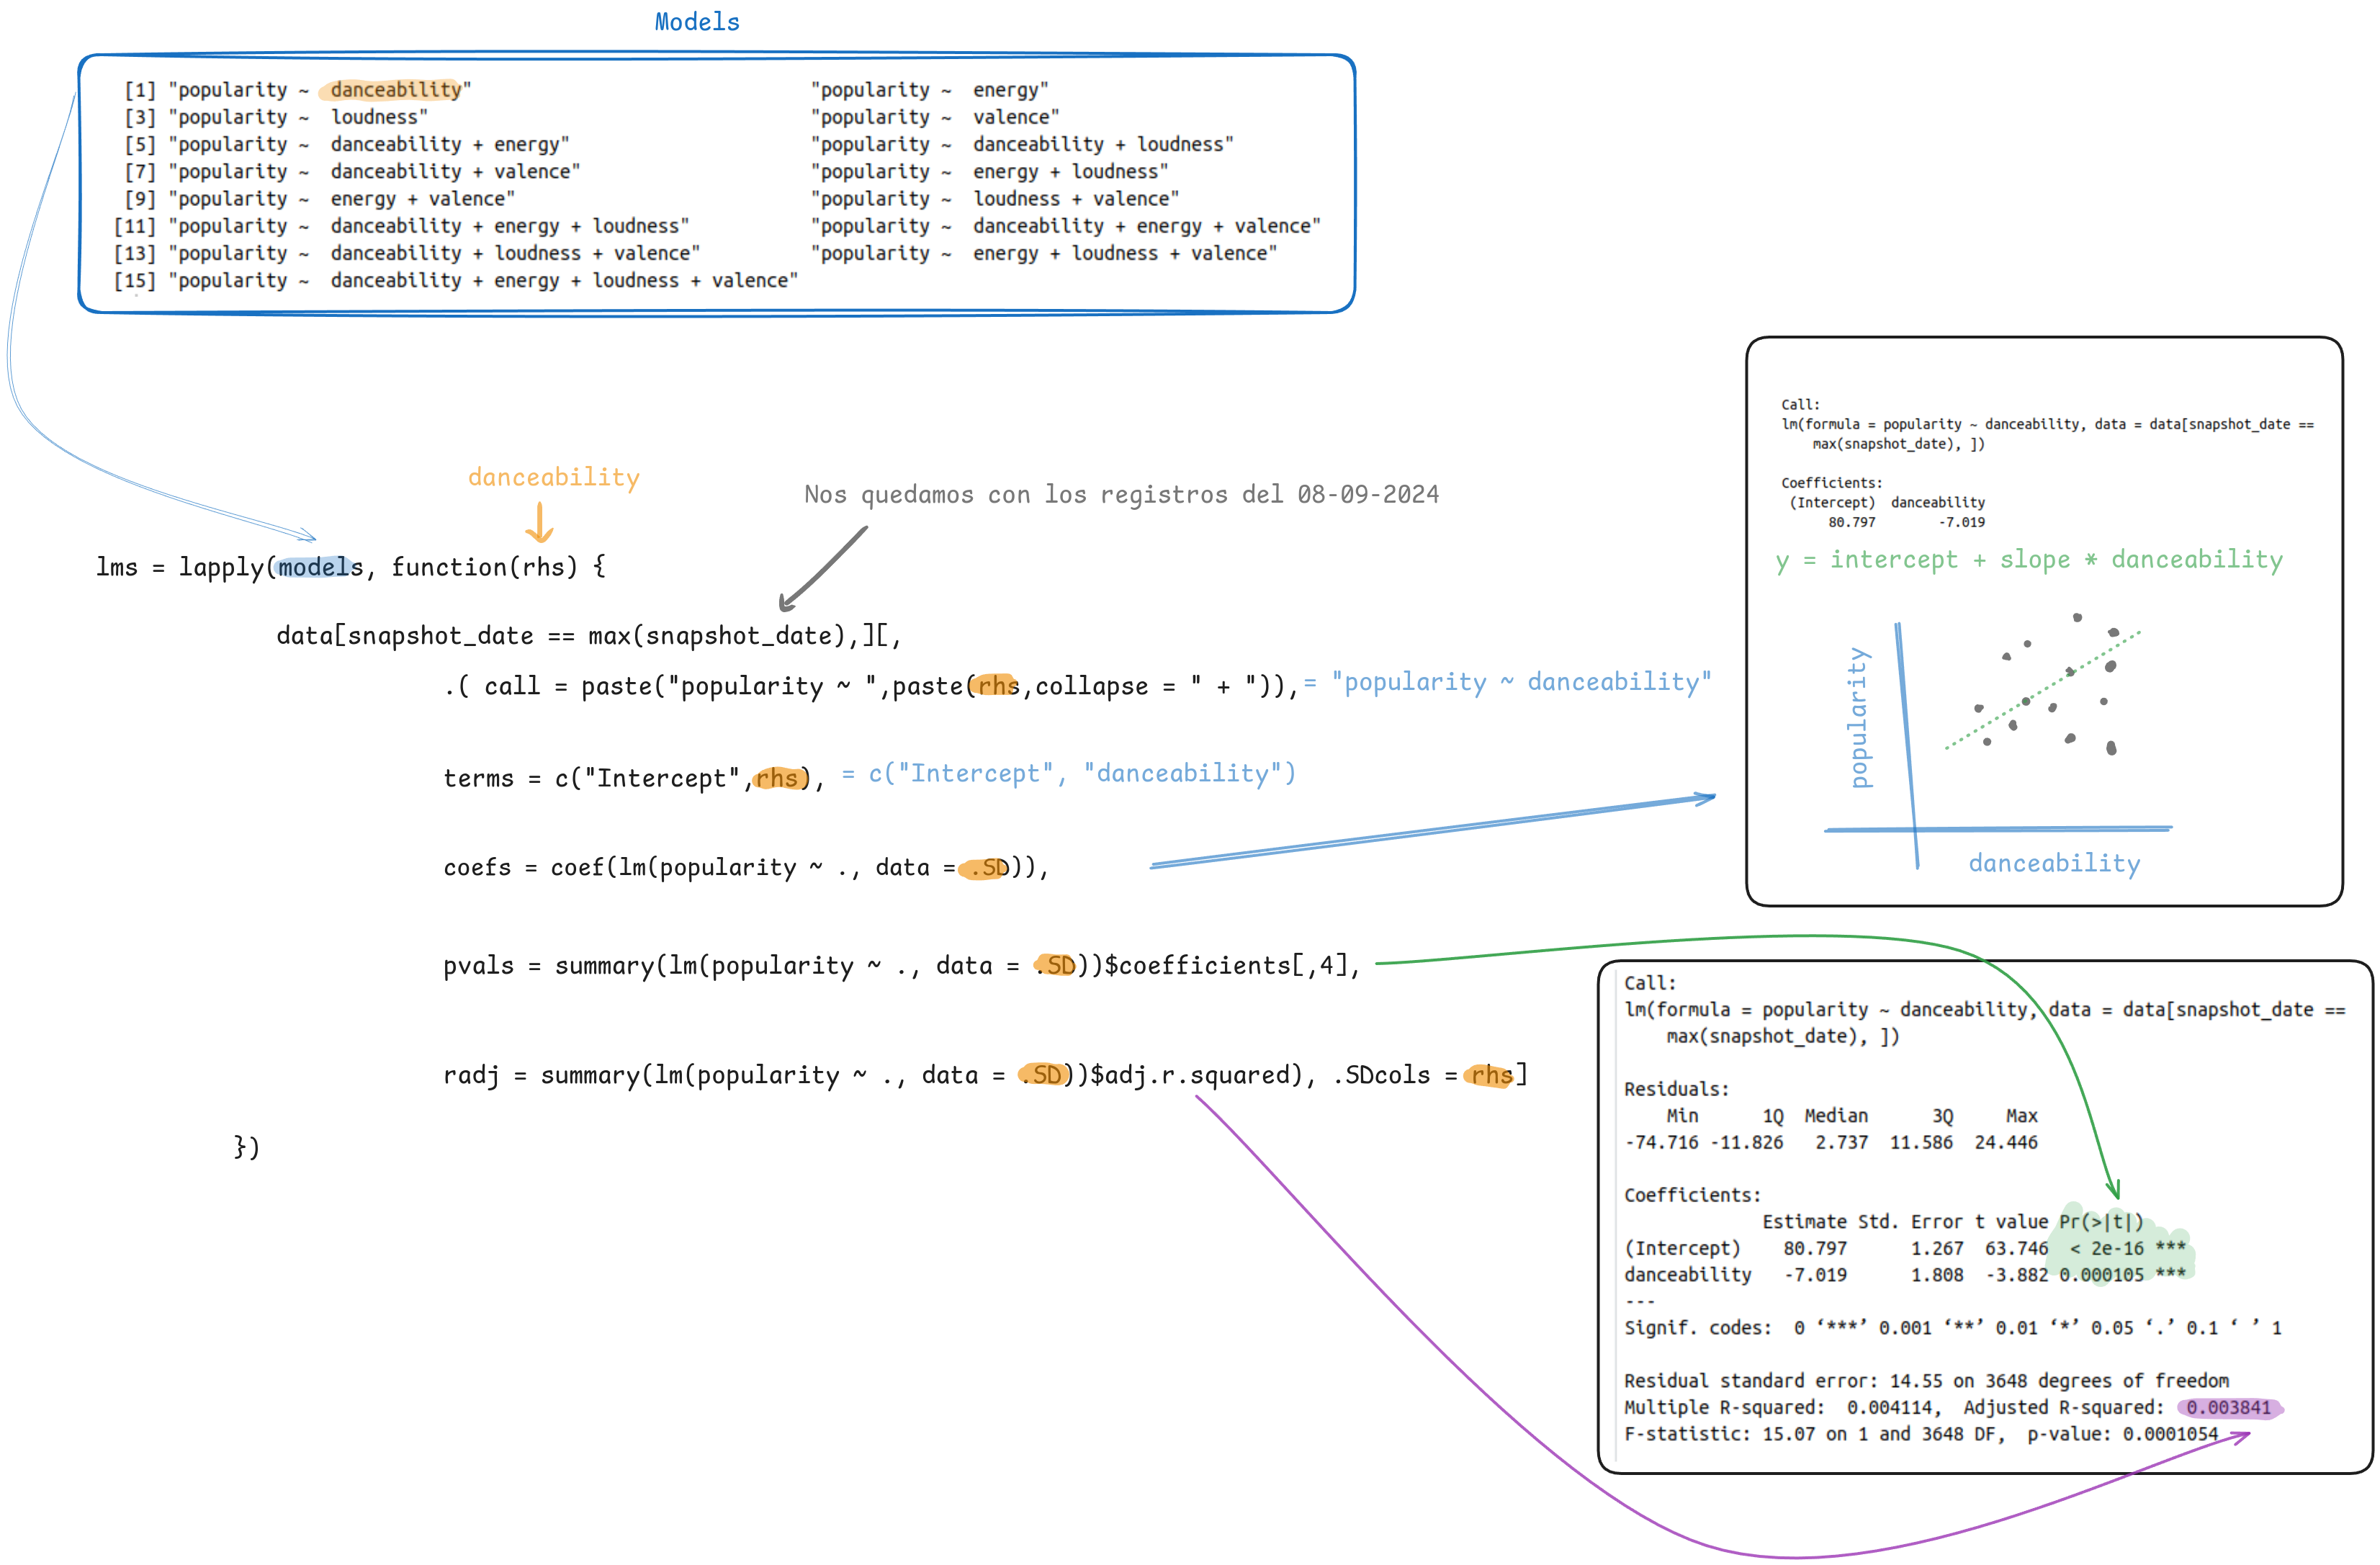 Models
[1] "popularity ~  danceability"                               "popularity ~  energy"
[3] "popularity ~  loudness"                                   "popularity ~  valence"
[5] "popularity ~  danceability + energy"                      "popularity ~  danceability + loudness"
[7] "popularity ~  danceability + valence"                     "popularity ~  energy + loudness"
[9] "popularity ~  energy + valence"                           "popularity ~  loudness + valence"
[11] "popularity ~  danceability + energy + loudness"           "popularity ~  danceability + energy + valence"
[13] "popularity ~  danceability + loudness + valence"          "popularity ~  energy + loudness + valence"
[15] "popularity ~  danceability + energy + loudness + valence"
danceability
Nos quedamos con los registros del 08-09-2024
lms = lapply(models, function(rhs) {
data[snapshot_date == max(snapshot_date),][,
.( call = paste("popularity ~ ",paste(rhs,collapse = " + ")), = "popularity ~ danceability"
terms = c("Intercept",rhs), = c("Intercept", "danceability")
coefs = coef(lm(popularity ~ ., data = .SD)),
pvals = summary(lm(popularity ~ ., data = .SD))$coefficients[,4],
radj = summary(lm(popularity ~ ., data = .SD))$adj.r.squared), .SDcols = rhs]
})
Call:
lm(formula = popularity ~ danceability, data = data[snapshot_date ==
max(snapshot_date), ])
Coefficients:
(Intercept)  danceability
80.797        -7.019
y = intercept + slope * danceability
popularity
danceability
Call:
lm(formula = popularity ~ danceability, data = data[snapshot_date ==
max(snapshot_date), ])
Residuals:
Min      1Q  Median      3Q     Max
-74.716 -11.826   2.737  11.586  24.446
Coefficients:
Estimate Std. Error t value Pr(>|t|)
(Intercept)    80.797      1.267  63.746  < 2e-16 ***
danceability   -7.019      1.808  -3.882 0.000105 ***
---
Signif. codes:  0 ‘***’ 0.001 ‘**’ 0.01 ‘*’ 0.05 ‘.’ 0.1 ‘ ’ 1
Residual standard error: 14.55 on 3648 degrees of freedom
Multiple R-squared:  0.004114,  Adjusted R-squared:  0.003841
F-statistic: 15.07 on 1 and 3648 DF,  p-value: 0.0001054